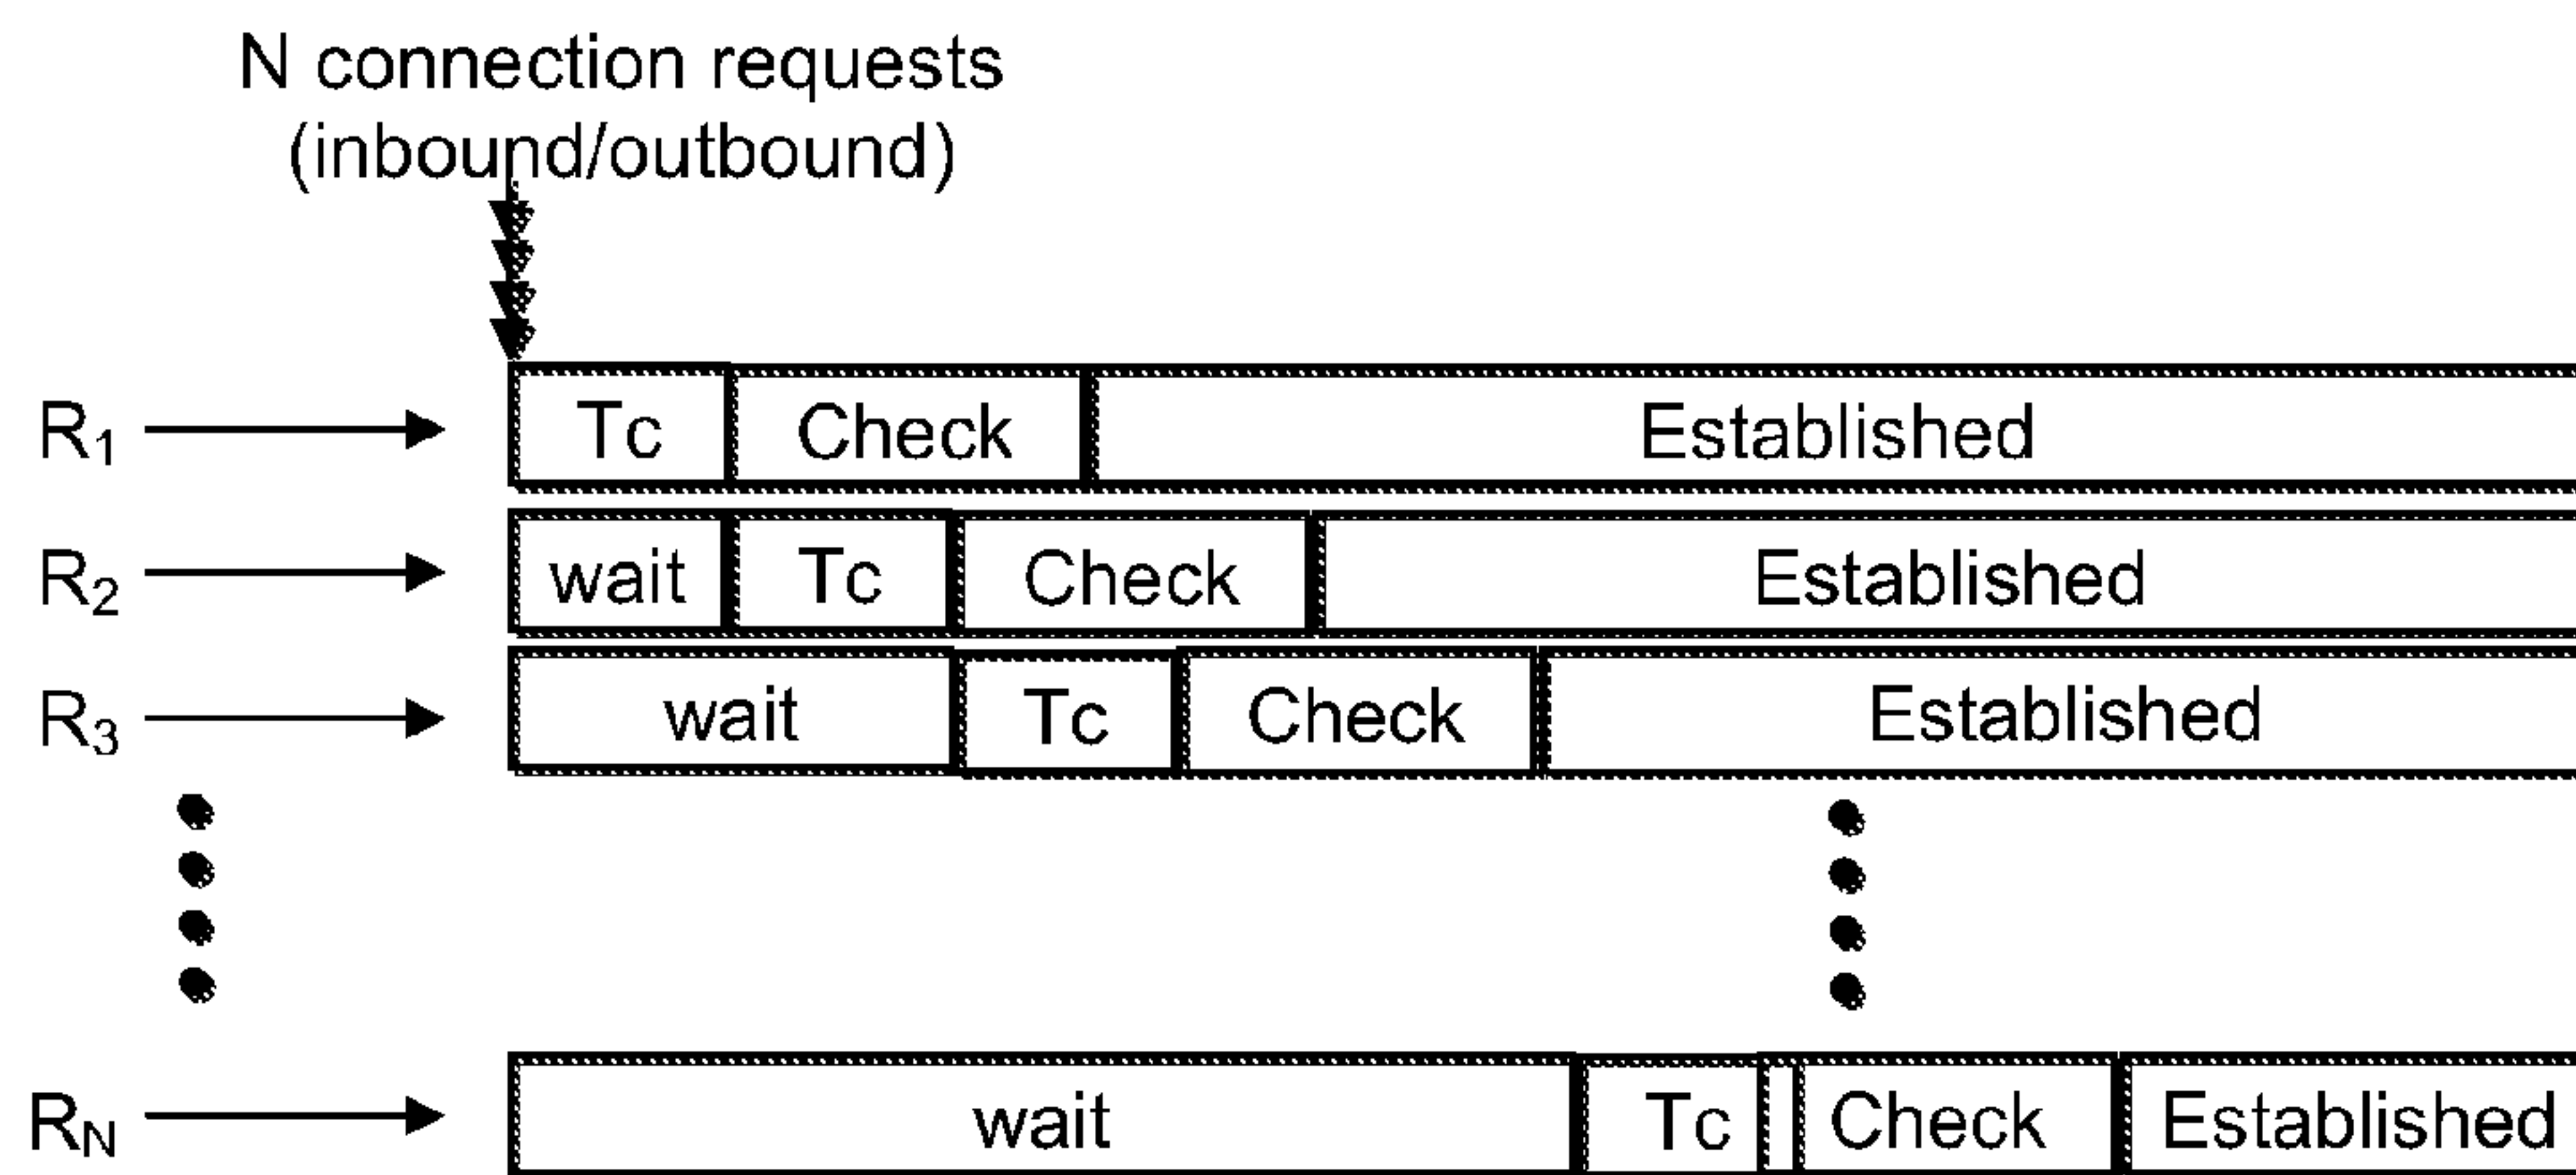 N connection requests
(inbound/outbound)
R1 Tc Check Established
R2 wait Tc Check Established
R3 wait Tc Check Established
RN wait Tc Check Established